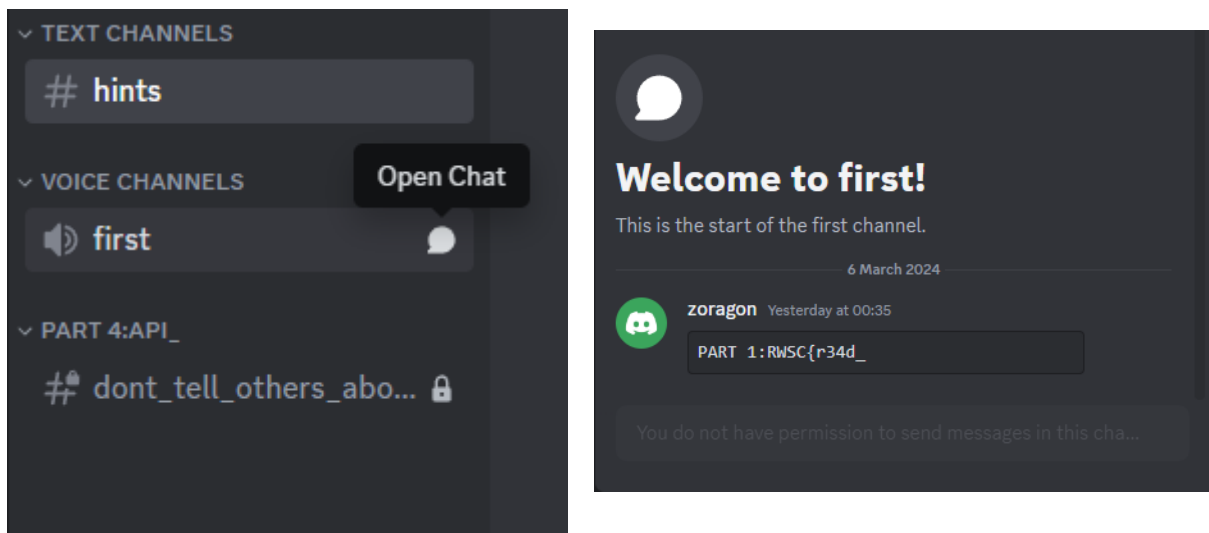 TEXT CHANNELS
# hints
VOICE CHANNELS
Open Chat
first
PART 4:API_
dont_tell_others_abo...
Welcome to first!
This is the start of the first channel.
6 March 2024
zoragon Yesterday at 00:35
PART 1:RWSC{r34d_
You do not have permission to send messages in this cha...